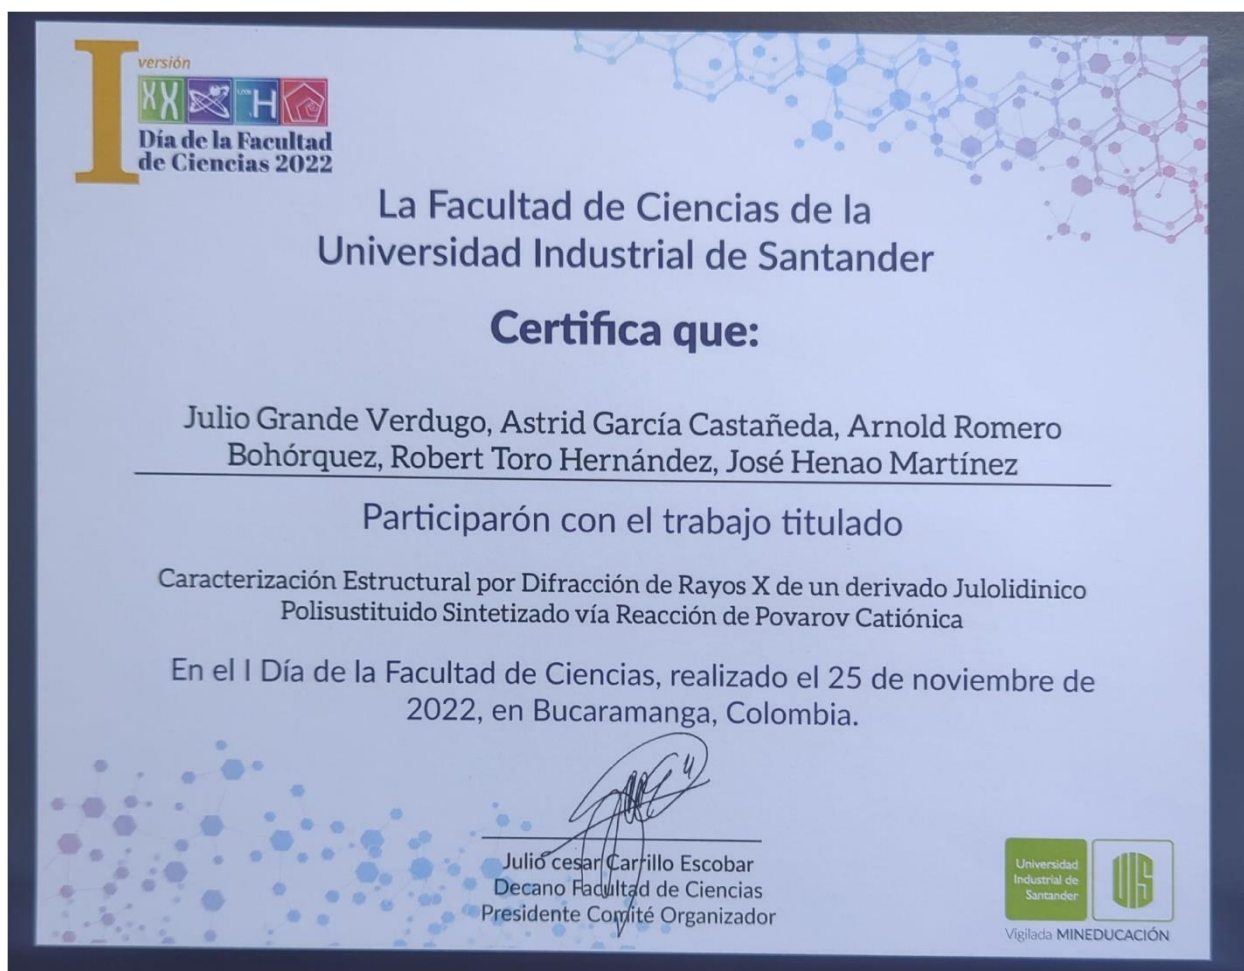 I
versión
XX H
Día de la Facultad
de Ciencias 2022
La Facultad de Ciencias de la
Universidad Industrial de Santander
Certifica que:
Julio Grande Verdugo, Astrid García Castañeda, Arnold Romero
Bohórquez, Robert Toro Hernández, José Henao Martínez
Participarón con el trabajo titulado
Caracterización Estructural por Difracción de Rayos X de un derivado Julolidinico
Polisustituido Sintetizado vía Reacción de Povarov Catiónica
En el I Día de la Facultad de Ciencias, realizado el 25 de noviembre de
2022, en Bucaramanga, Colombia.
Julio cesar Carrillo Escobar
Decano Facultad de Ciencias
Presidente Comité Organizador
Universidad
Industrial de
Santander
UIS
Vigilada MINEDUCACIÓN